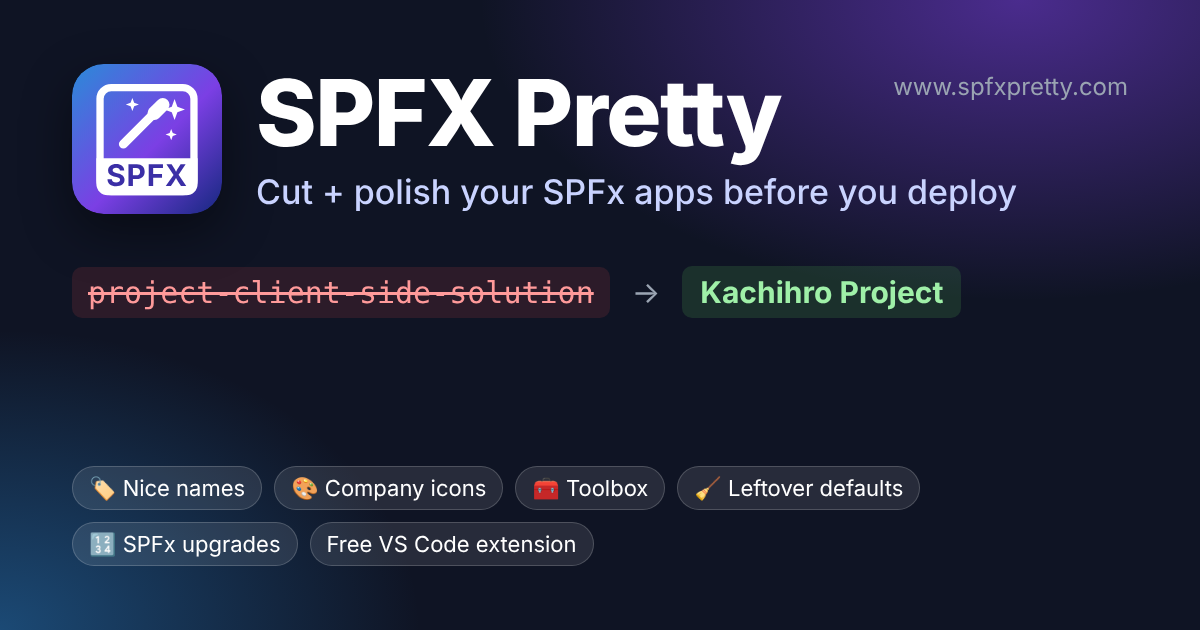 SPFX
SPFX Pretty
www.spfxpretty.com
Cut + polish your SPFx apps before you deploy
project-client-side-solution → Kachihro Project
🏷️ Nice names 🎨 Company icons 🧰 Toolbox 🧹 Leftover defaults
🔢 SPFx upgrades Free VS Code extension